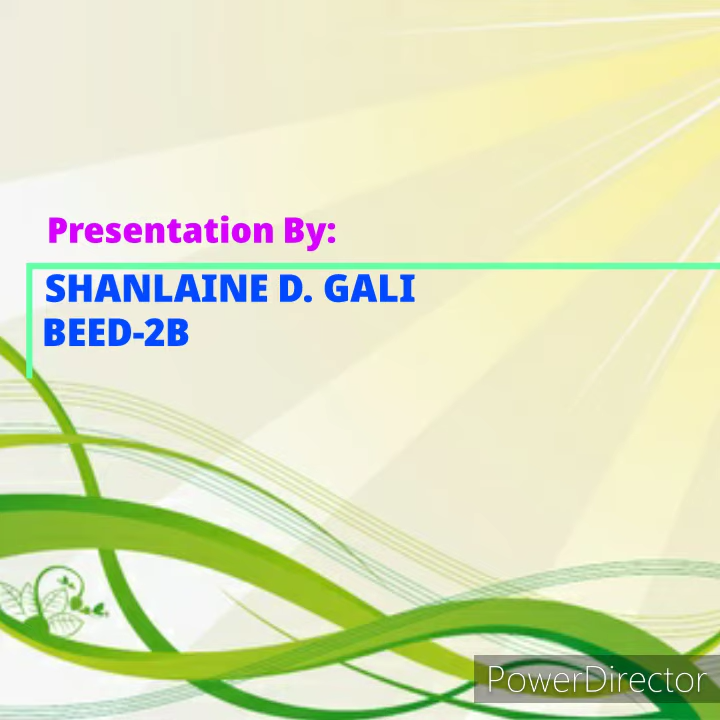 Presentation By:
SHANLAINE D. GALI
BEED-2B
PowerDirector